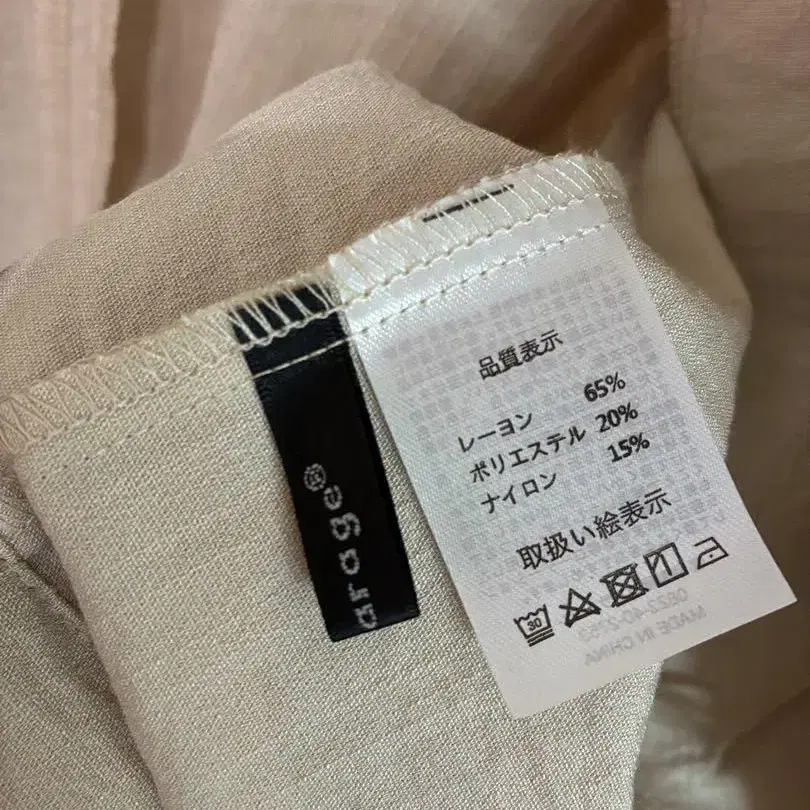 arage®
品質表示
レーヨン 65%
ポリエステル 20%
ナイロン 15%
取扱い絵表示
30
MADE IN CHINA